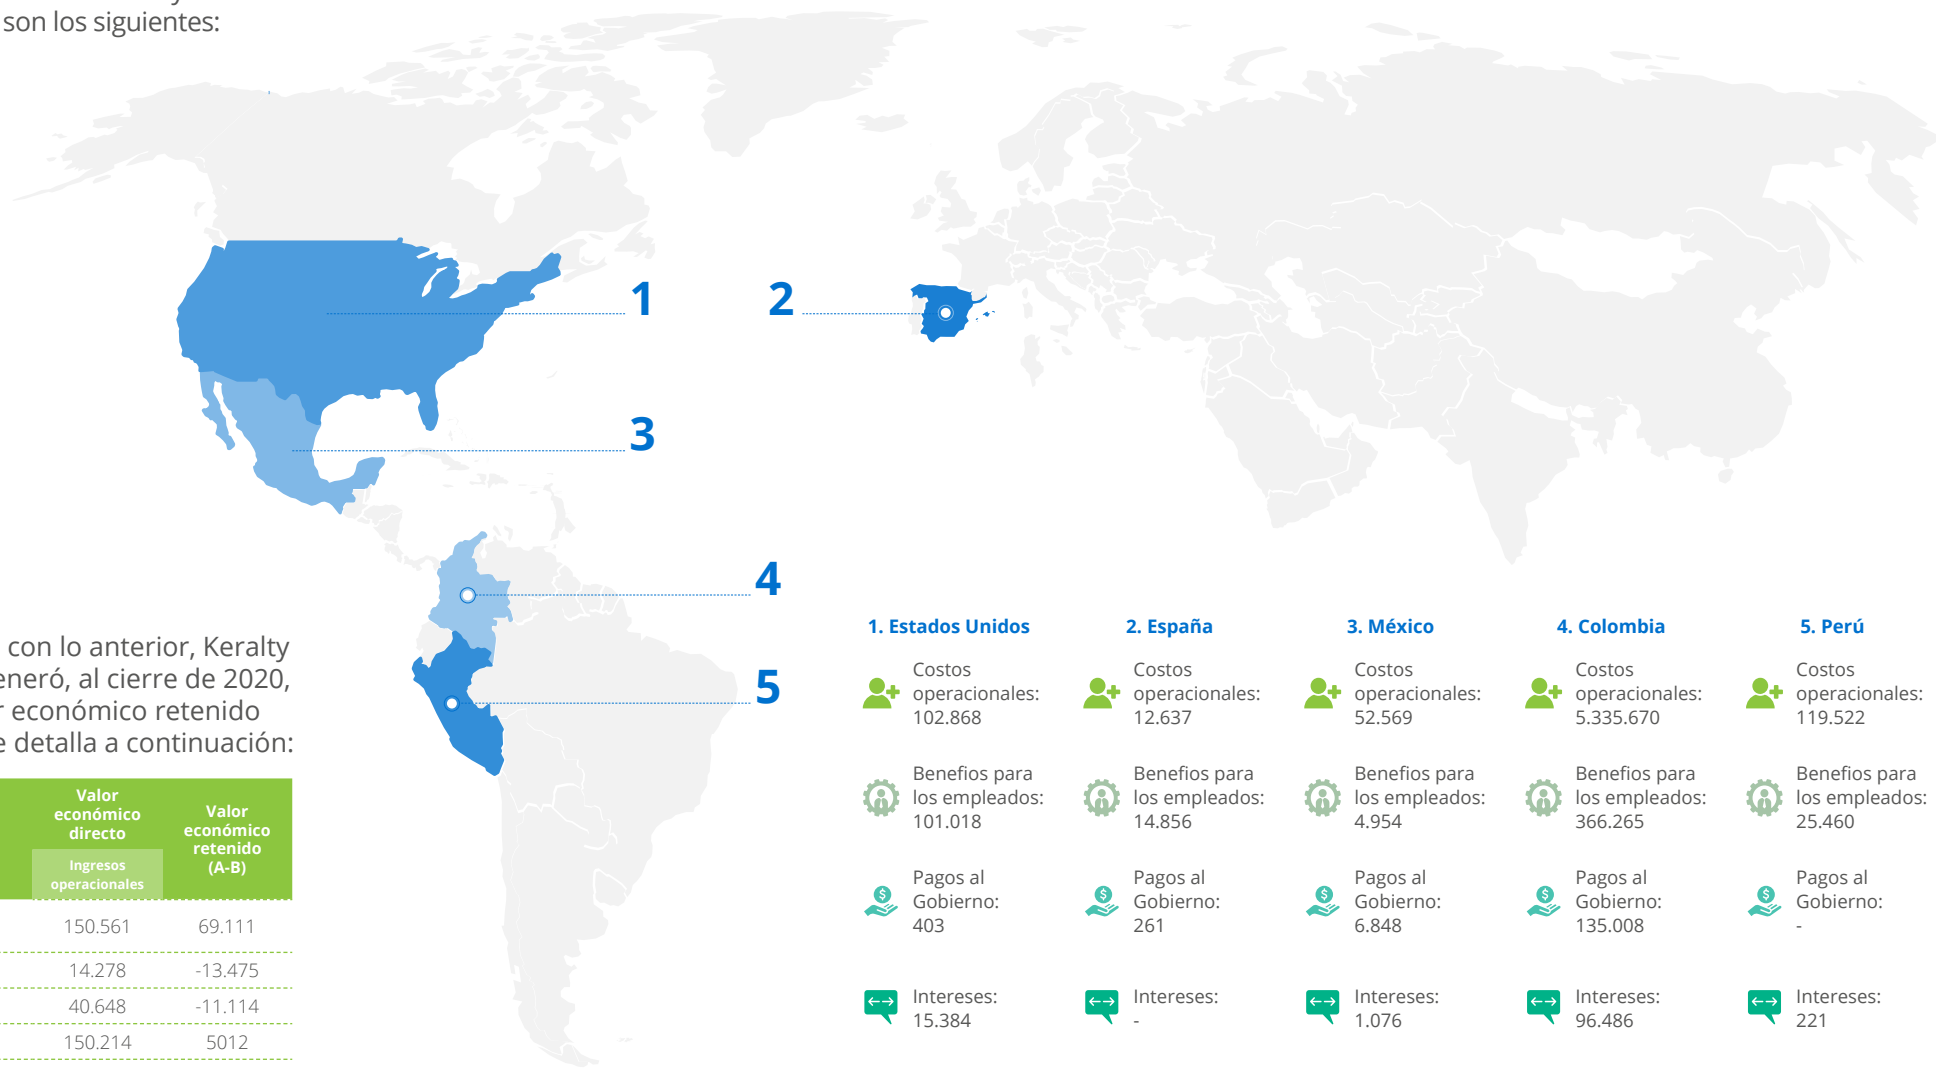 son los siguientes:
1
2
3
4
5
con lo anterior, Keralty
eneró, al cierre de 2020,
r económico retenido
e detalla a continuación:
Valor
económico
directo
Valor
económico
retenido
(A-B)
Ingresos
operacionales
150.561 69.111
14.278 -13.475
40.648 -11.114
150.214 5012
1. Estados Unidos
Costos
operacionales:
102.868
Benefios para
los empleados:
101.018
Pagos al
Gobierno:
403
Intereses:
15.384
2. España
Costos
operacionales:
12.637
Benefios para
los empleados:
14.856
Pagos al
Gobierno:
261
Intereses:
-
3. México
Costos
operacionales:
52.569
Benefios para
los empleados:
4.954
Pagos al
Gobierno:
6.848
Intereses:
1.076
4. Colombia
Costos
operacionales:
5.335.670
Benefios para
los empleados:
366.265
Pagos al
Gobierno:
135.008
Intereses:
96.486
5. Perú
Costos
operacionales:
119.522
Benefios para
los empleados:
25.460
Pagos al
Gobierno:
-
Intereses:
221